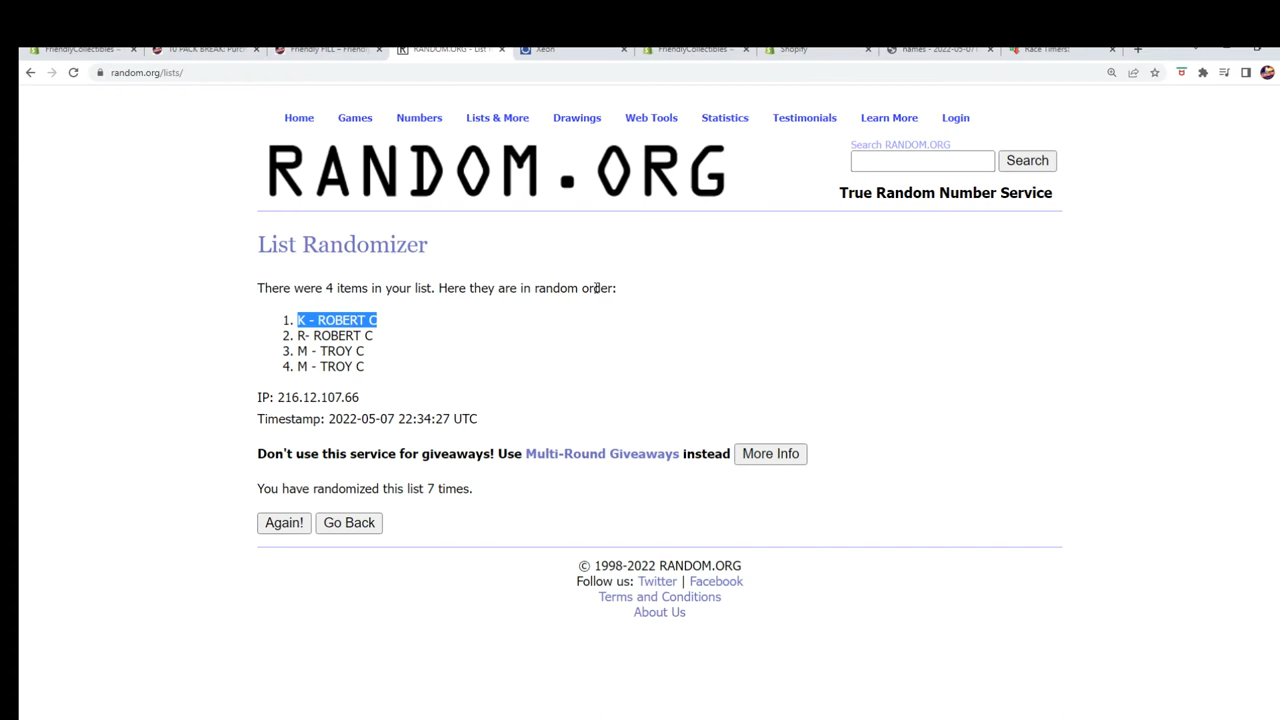 FriendlyCollectibles -
10 PACK BREAK: Purc
Friendly FILL – Friend
RANDOM.ORG - List
Xeon
FriendlyCollectibles -
Shopify
names - 2022-05-07
Race Timers!
random.org/lists/
Home Games Numbers Lists & More Drawings Web Tools Statistics Testimonials Learn More Login
RANDOM.ORG
Search RANDOM.ORG
Search
True Random Number Service
List Randomizer
There were 4 items in your list. Here they are in random order:
1. K - ROBERT C
2. R- ROBERT C
3. M - TROY C
4. M - TROY C
IP: 216.12.107.66
Timestamp: 2022-05-07 22:34:27 UTC
Don't use this service for giveaways! Use Multi-Round Giveaways instead More Info
You have randomized this list 7 times.
Again! Go Back
© 1998-2022 RANDOM.ORG
Follow us: Twitter | Facebook
Terms and Conditions
About Us